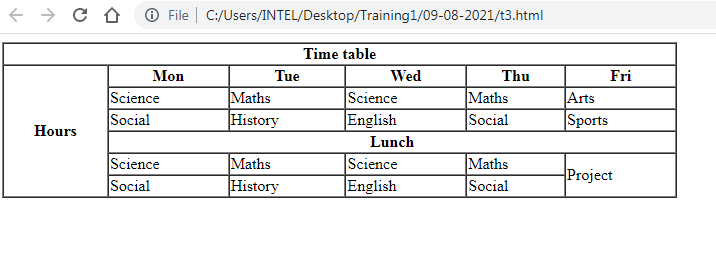 File C:/Users/INTEL/Desktop/Training1/09-08-2021/t3.html
Time table
Hours Mon Tue Wed Thu Fri
Science Maths Science Maths Arts
Social History English Social Sports
Lunch
Science Maths Science Maths Project
Social History English Social